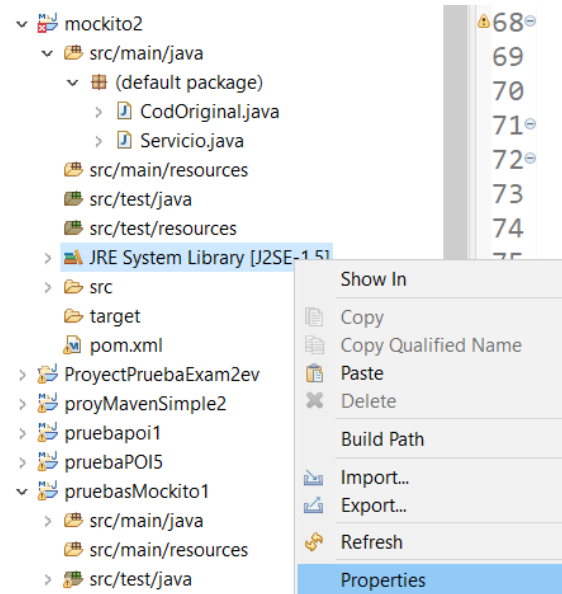 mockito2
src/main/java
(default package)
CodOriginal.java
Servicio.java
src/main/resources
src/test/java
src/test/resources
JRE System Library [J2SE-1.5]
src
target
pom.xml
ProyectPruebaExam2ev
proyMavenSimple2
pruebapoi1
pruebaPOI5
pruebasMockito1
src/main/java
src/main/resources
src/test/java
68
69
70
71
72
73
74
75
Show In
Copy
Copy Qualified Name
Paste
Delete
Build Path
Import...
Export...
Refresh
Properties